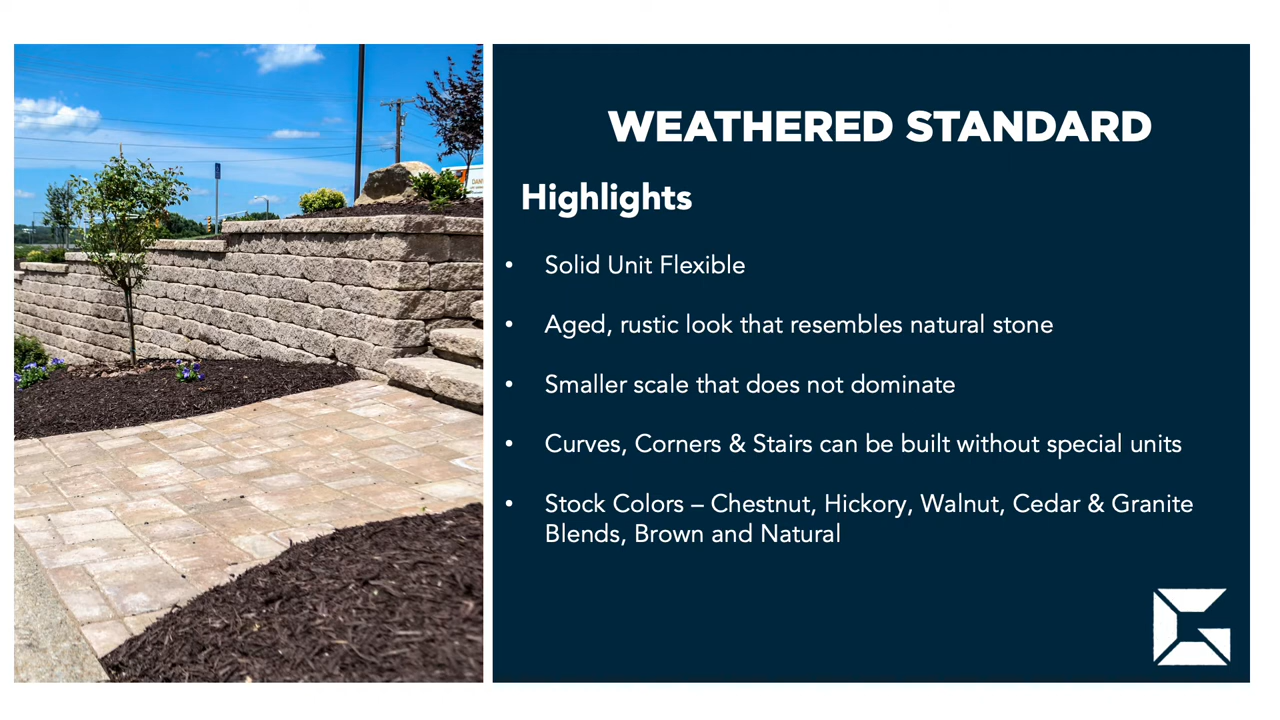 WEATHERED STANDARD
Highlights
• Solid Unit Flexible
• Aged, rustic look that resembles natural stone
• Smaller scale that does not dominate
• Curves, Corners & Stairs can be built without special units
• Stock Colors – Chestnut, Hickory, Walnut, Cedar & Granite
Blends, Brown and Natural